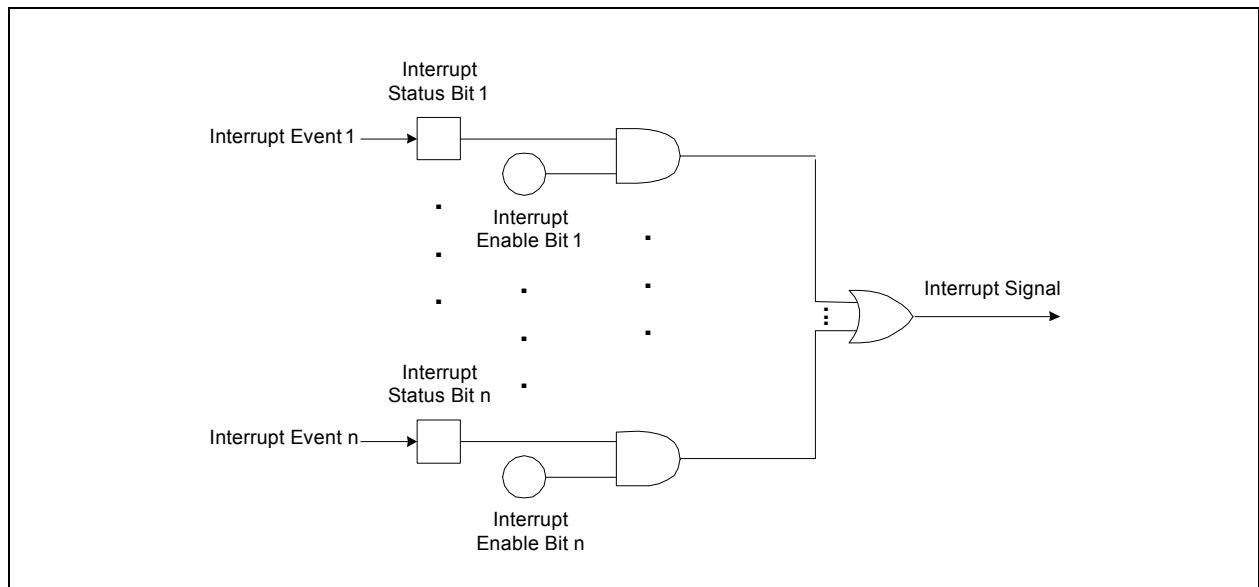 Interrupt
Status Bit 1
Interrupt Event 1
Interrupt
Enable Bit 1
Interrupt Signal
Interrupt
Status Bit n
Interrupt Event n
Interrupt
Enable Bit n